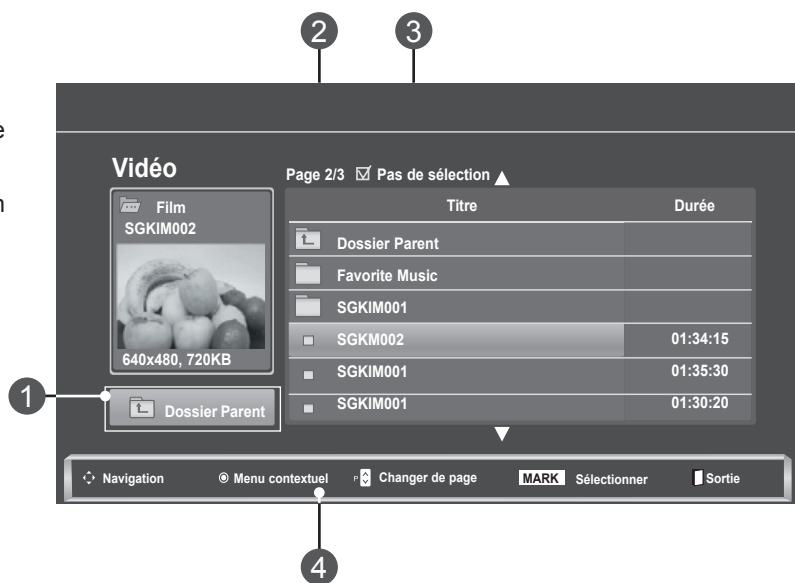 2 3
e
n
Vidéo
Page 2/3 Pas de sélection
Film
SGKIM002
640x480, 720KB
1
Dossier Parent
Titre Durée
Dossier Parent
Favorite Music
SGKIM001
SGKM002 01:34:15
SGKIM001 01:35:30
SGKIM001 01:30:20
Navigation Menu contextuel P Changer de page MARK Sélectionner Sortie
4